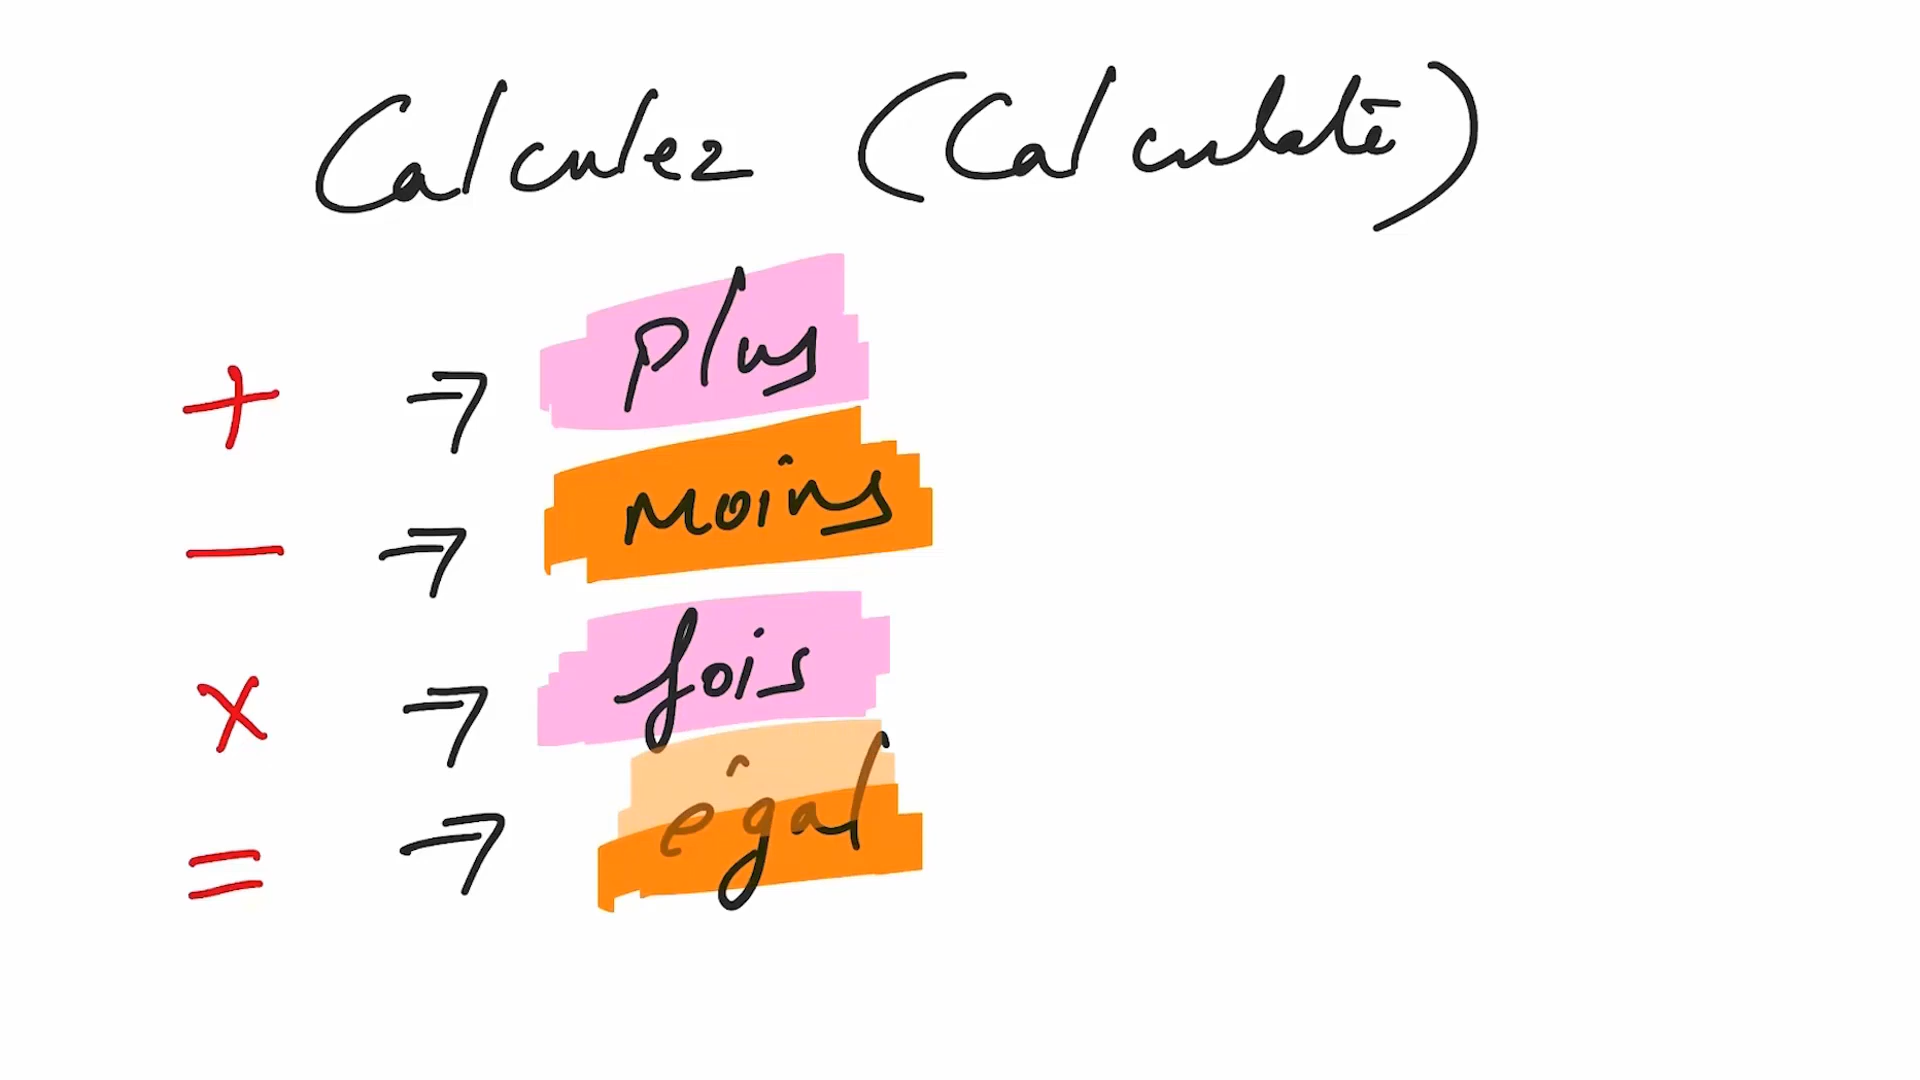 Calculez (Calculate)
+ → plus
− → moins
× → fois
= → égal